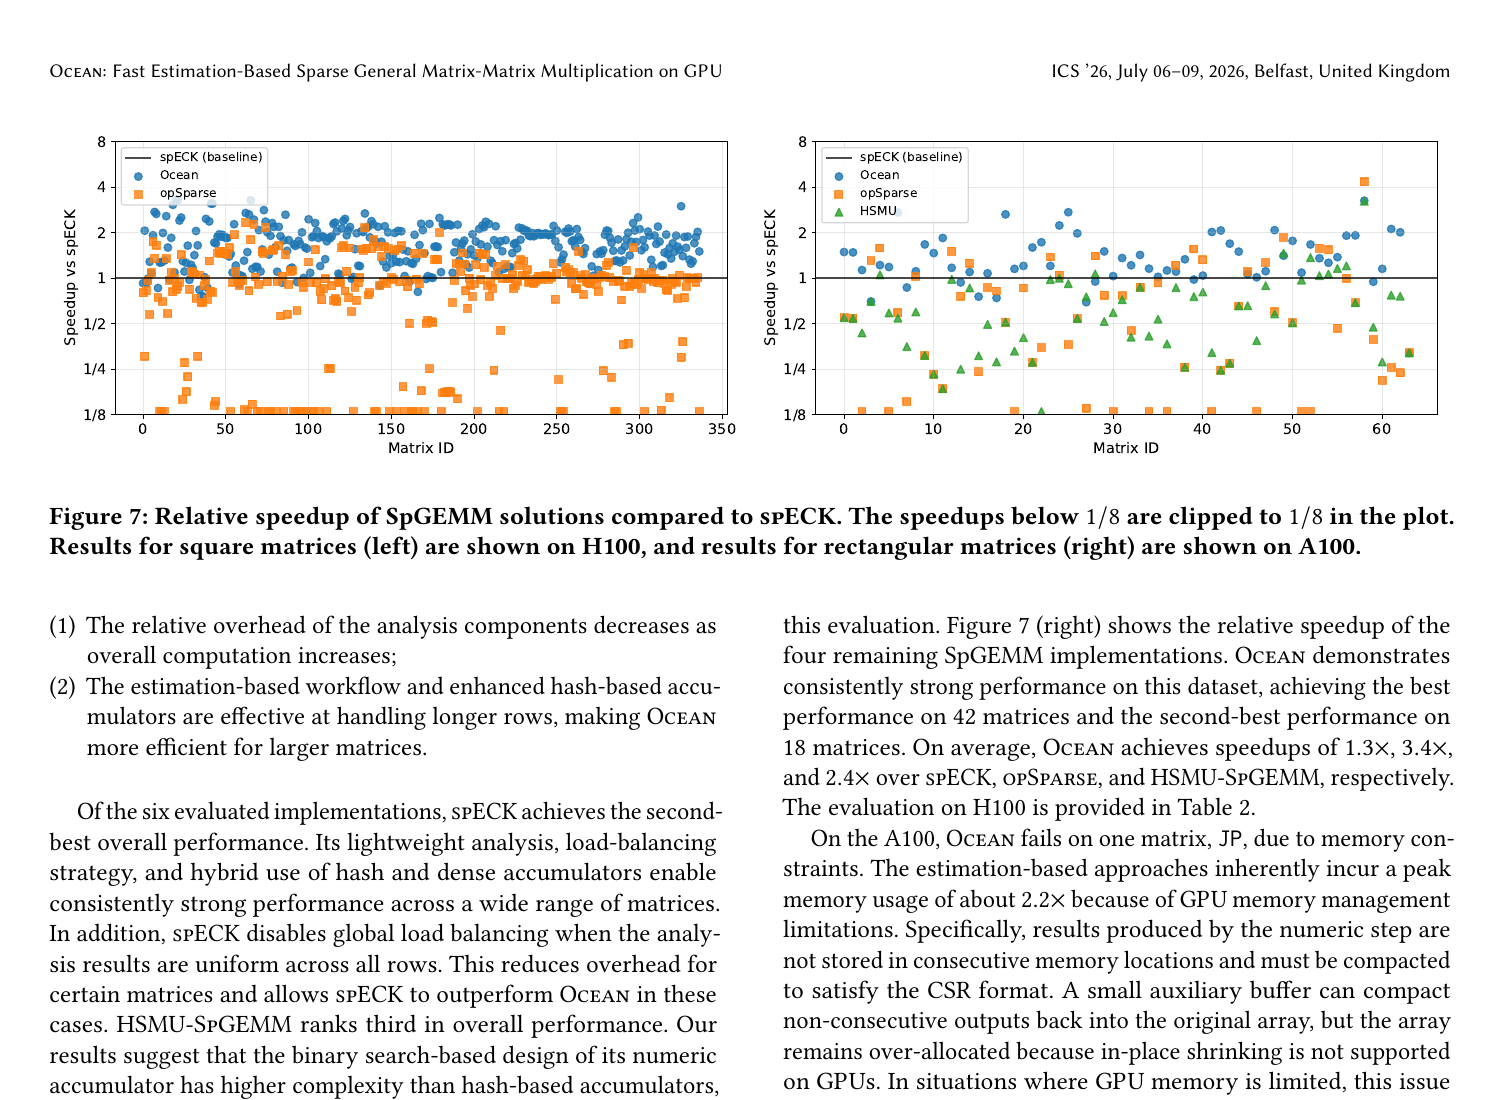 Ocean: Fast Estimation-Based Sparse General Matrix-Matrix Multiplication on GPU
ICS ’26, July 06–09, 2026, Belfast, United Kingdom
8
4
2
1
1/2
1/4
1/8
Speedup vs spECK
spECK (baseline)
Ocean
opSparse
0
50
100
150
200
250
300
350
Matrix ID
8
4
2
1
1/2
1/4
1/8
Speedup vs spECK
spECK (baseline)
Ocean
opSparse
HSMU
0
10
20
30
40
50
60
Matrix ID
Figure 7: Relative speedup of SpGEMM solutions compared to spECK. The speedups below 1/8 are clipped to 1/8 in the plot.
Results for square matrices (left) are shown on H100, and results for rectangular matrices (right) are shown on A100.
(1) The relative overhead of the analysis components decreases as
overall computation increases;
(2) The estimation-based workflow and enhanced hash-based accu-
mulators are effective at handling longer rows, making Ocean
more efficient for larger matrices.
Of the six evaluated implementations, spECK achieves the second-
best overall performance. Its lightweight analysis, load-balancing
strategy, and hybrid use of hash and dense accumulators enable
consistently strong performance across a wide range of matrices.
In addition, spECK disables global load balancing when the analy-
sis results are uniform across all rows. This reduces overhead for
certain matrices and allows spECK to outperform Ocean in these
cases. HSMU-SpGEMM ranks third in overall performance. Our
results suggest that the binary search-based design of its numeric
accumulator has higher complexity than hash-based accumulators,
this evaluation. Figure 7 (right) shows the relative speedup of the
four remaining SpGEMM implementations. Ocean demonstrates
consistently strong performance on this dataset, achieving the best
performance on 42 matrices and the second-best performance on
18 matrices. On average, Ocean achieves speedups of 1.3×, 3.4×,
and 2.4× over spECK, opSparse, and HSMU-SpGEMM, respectively.
The evaluation on H100 is provided in Table 2.
On the A100, Ocean fails on one matrix, JP, due to memory con-
straints. The estimation-based approaches inherently incur a peak
memory usage of about 2.2× because of GPU memory management
limitations. Specifically, results produced by the numeric step are
not stored in consecutive memory locations and must be compacted
to satisfy the CSR format. A small auxiliary buffer can compact
non-consecutive outputs back into the original array, but the array
remains over-allocated because in-place shrinking is not supported
on GPUs. In situations where GPU memory is limited, this issue